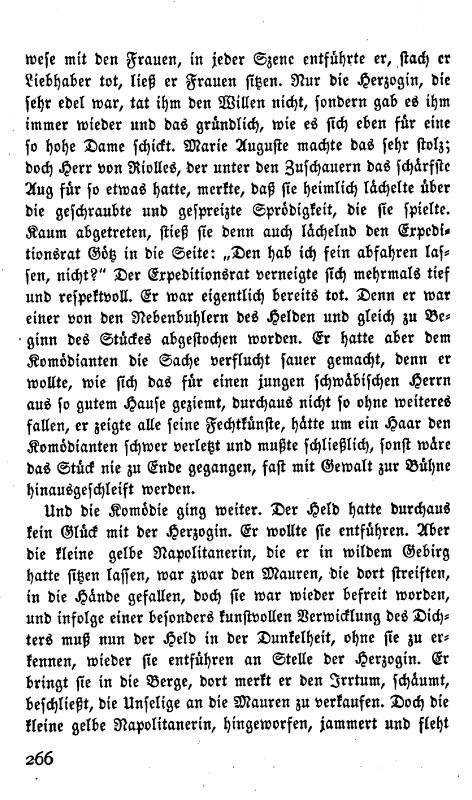 wese mit den Frauen, in jeder Szene entführte er, stach er
Liebhaber tot, ließ er Frauen sitzen. Nur die Herzogin, die
sehr edel war, tat ihm den Willen nicht, sondern gab es ihm
immer wieder und das gründlich, wie es sich eben für eine
so hohe Dame schickt. Marie Auguste machte das sehr stolz;
doch Herr von Riolles, der unter den Zuschauern das schärfste
Aug für so etwas hatte, merkte, daß sie heimlich lächelte über
die geschraubte und gespreizte Sprödigkeit, die sie spielte.
Kaum abgetreten, stieß sie denn auch lächelnd den Expedi-
tionsrat Götz in die Seite: „Den hab ich fein abfahren las-
sen, nicht?“ Der Expeditionsrat verneigte sich mehrmals tief
und respektvoll. Er war eigentlich bereits tot. Denn er war
einer von den Nebenbuhlern des Helden und gleich zu Be-
ginn des Stückes abgestochen worden. Er hatte aber dem
Komödianten die Sache verflucht sauer gemacht, denn er
wollte, wie sich das für einen jungen schwäbischen Herrn
aus so gutem Hause geziemt, durchaus nicht so ohne weiteres
fallen, er zeigte alle seine Fechtkünste, hätte um ein Haar den
Komödianten schwer verletzt und mußte schließlich, sonst wäre
das Stück nie zu Ende gegangen, fast mit Gewalt zur Bühne
hinausgeschleift werden.
Und die Komödie ging weiter. Der Held hatte durchaus
kein Glück mit der Herzogin. Er wollte sie entführen. Aber
die kleine gelbe Napolitanerin, die er in wildem Gebirg
hatte sitzen lassen, war zwar den Mauren, die dort streiften,
in die Hände gefallen, doch sie war wieder befreit worden,
und infolge einer besonders kunstvollen Verwicklung des Dich-
ters muß nun der Held in der Dunkelheit, ohne sie zu er-
kennen, wieder sie entführen an Stelle der Herzogin. Er
bringt sie in die Berge, dort merkt er den Irrtum, schäumt,
beschließt, die Unselige an die Mauren zu verkaufen. Doch die
kleine gelbe Napolitanerin, hingeworfen, jammert und fleht
266